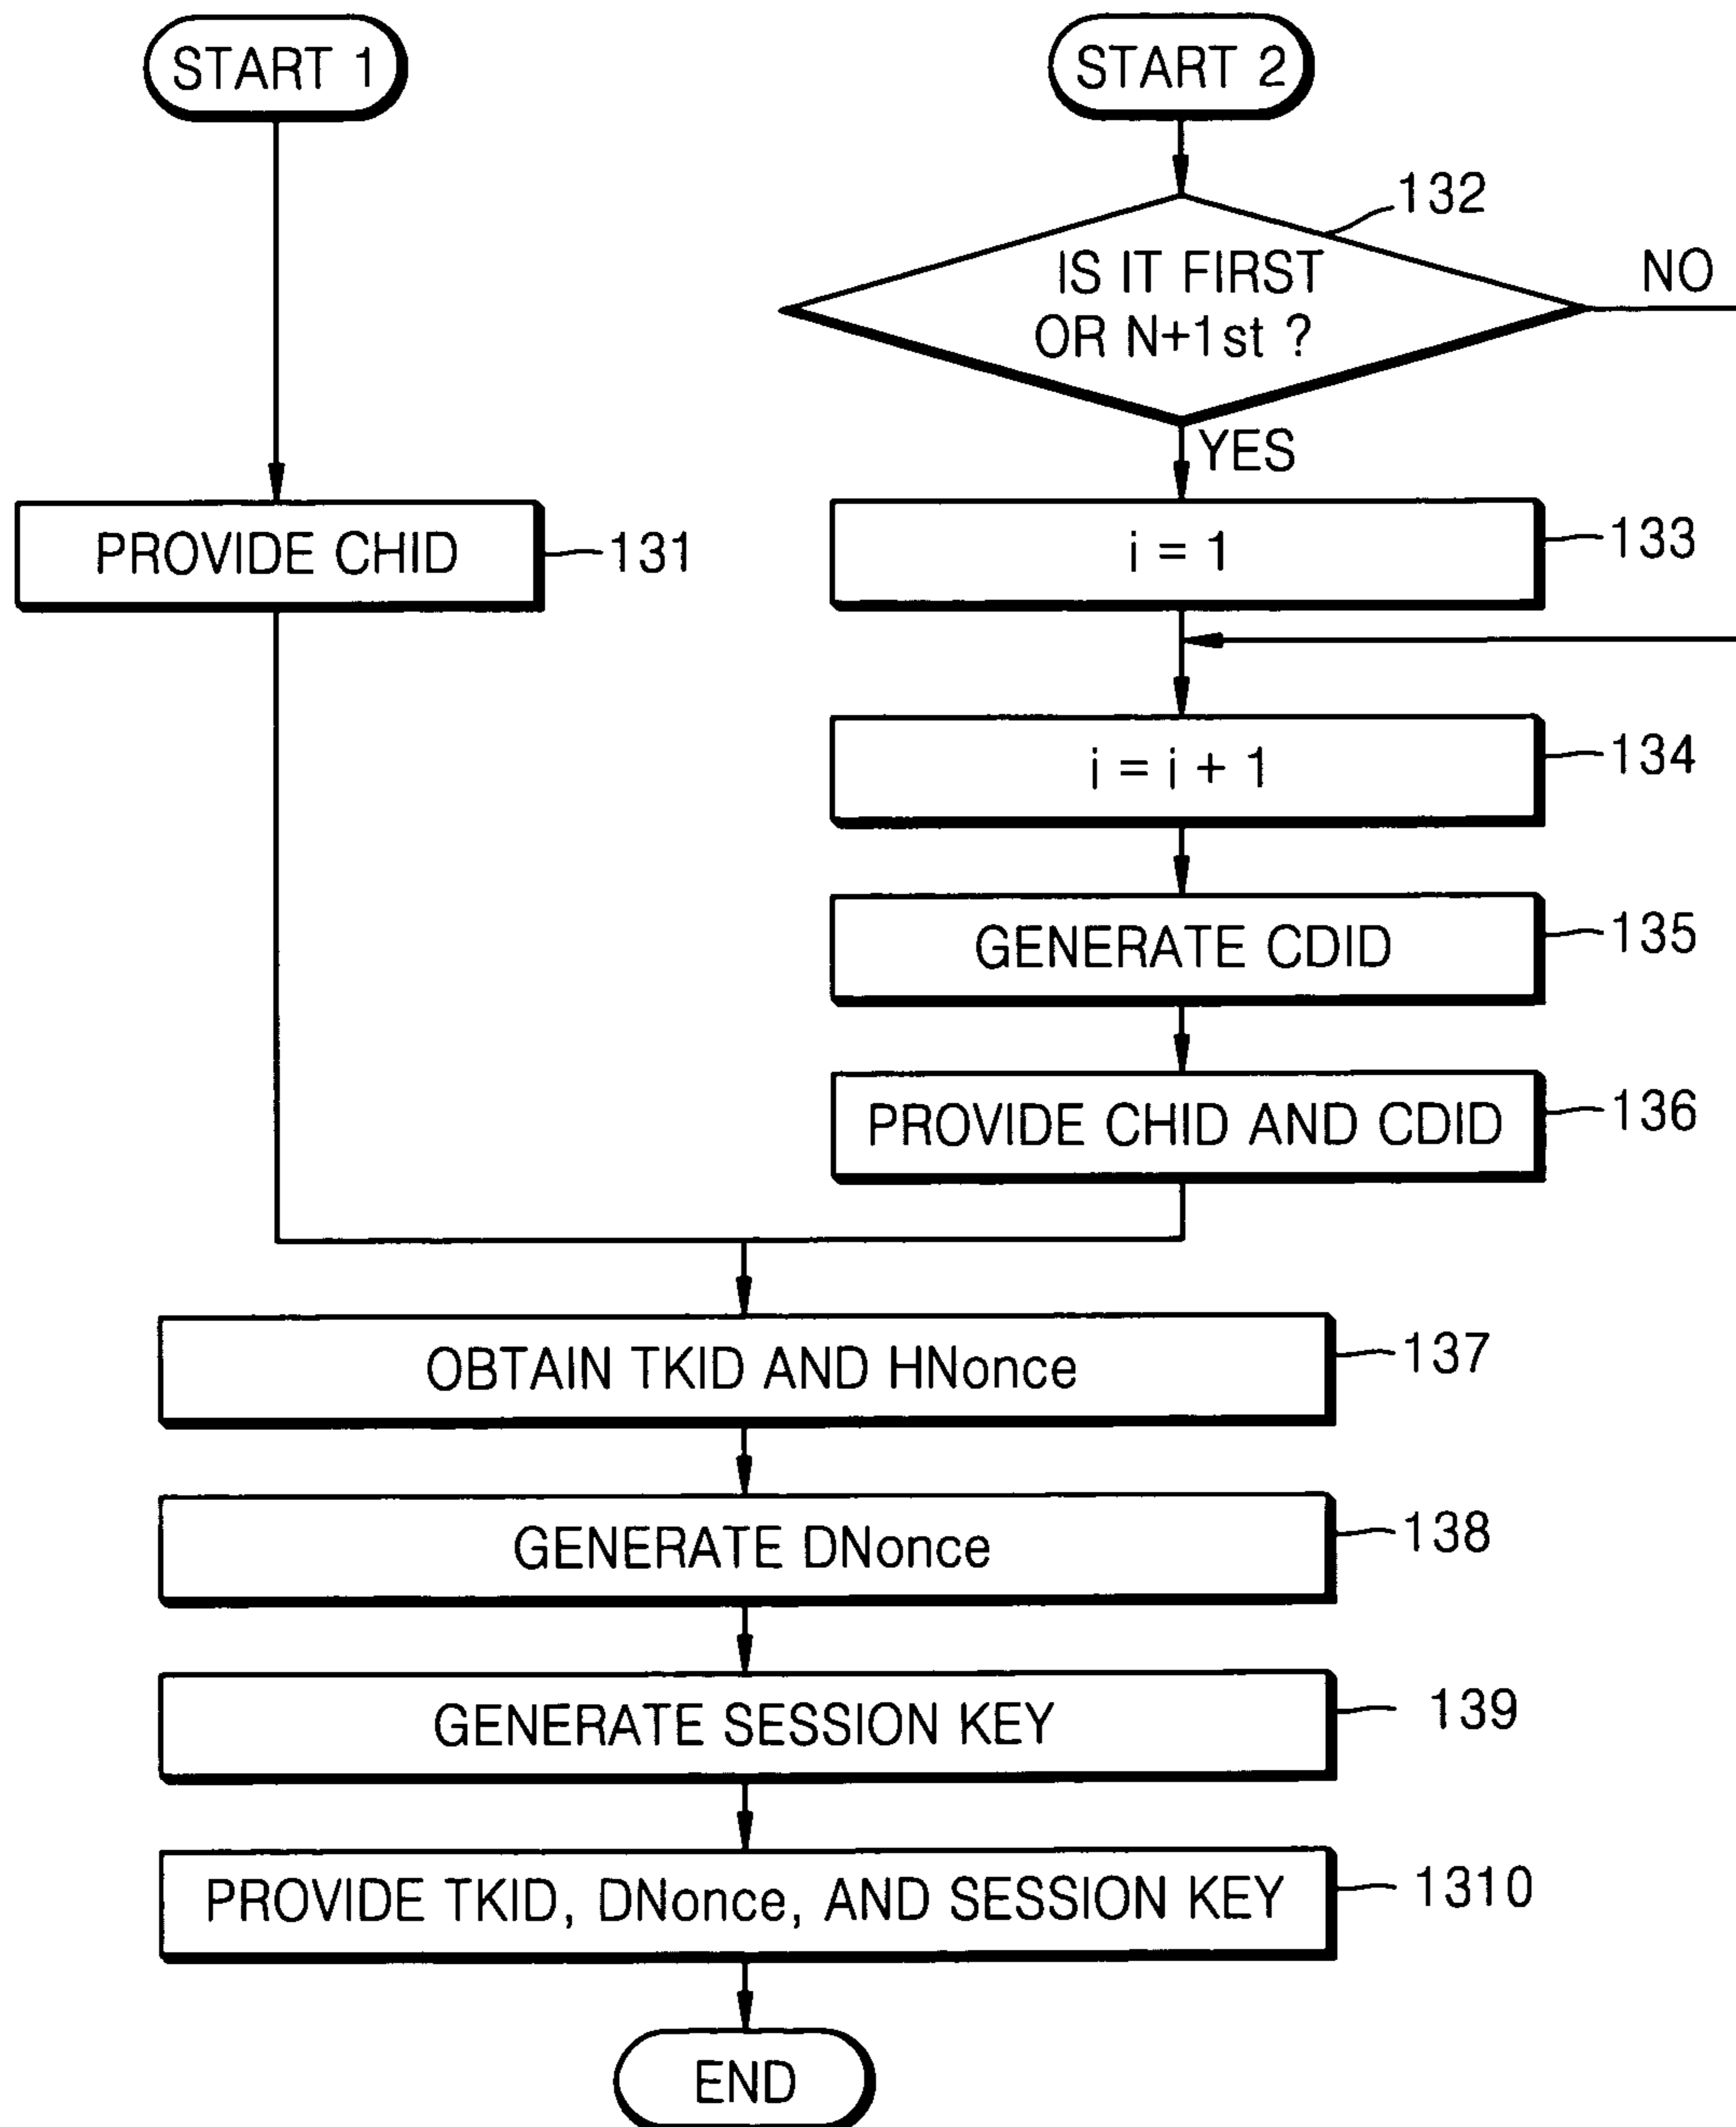 START 1
START 2
132
IS IT FIRST
OR N+1st ?
NO
YES
PROVIDE CHID
131
i = 1
133
i = i + 1
134
GENERATE CDID
135
PROVIDE CHID AND CDID
136
OBTAIN TKID AND HNonce
137
GENERATE DNonce
138
GENERATE SESSION KEY
139
PROVIDE TKID, DNonce, AND SESSION KEY
1310
END